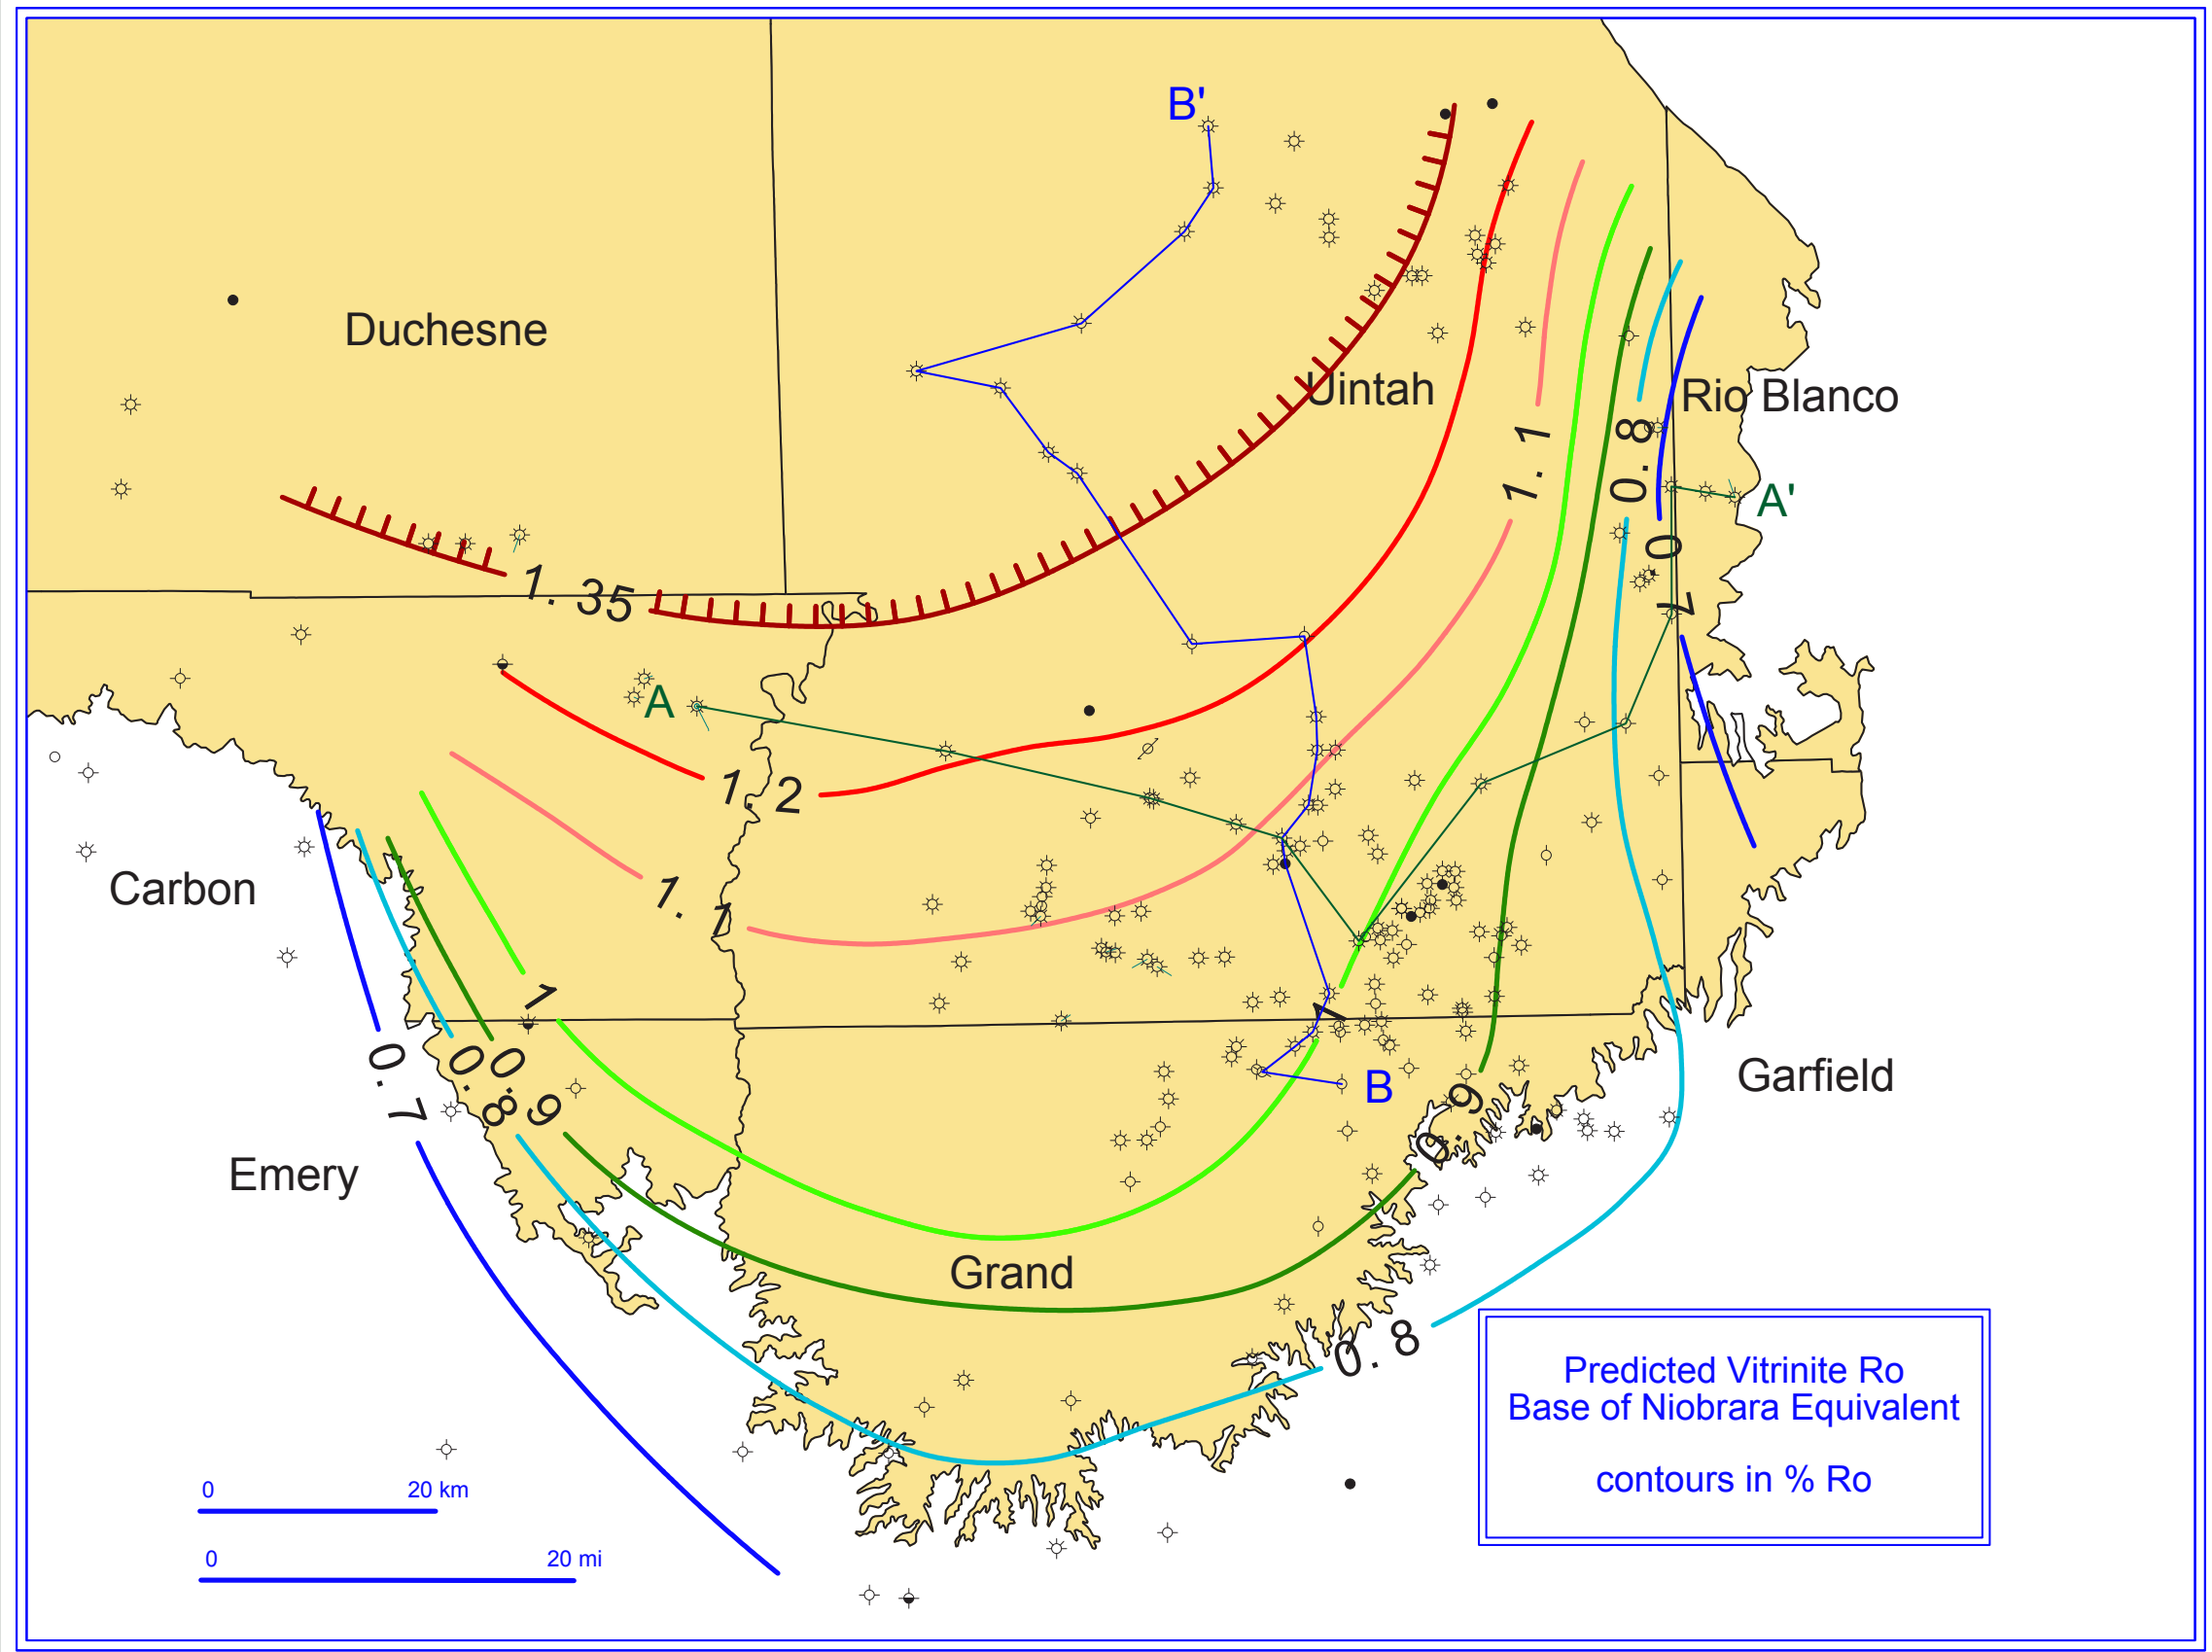 B'
Duchesne
Uintah
Rio Blanco
1.1
0.8
A'
0.7
1.35
A
1.2
Carbon
1.1
1
1
0.7
0.8
0.9
B
0.9
Garfield
Emery
Grand
0.8
Predicted Vitrinite Ro
Base of Niobrara Equivalent
contours in % Ro
0 20 km
0 20 mi